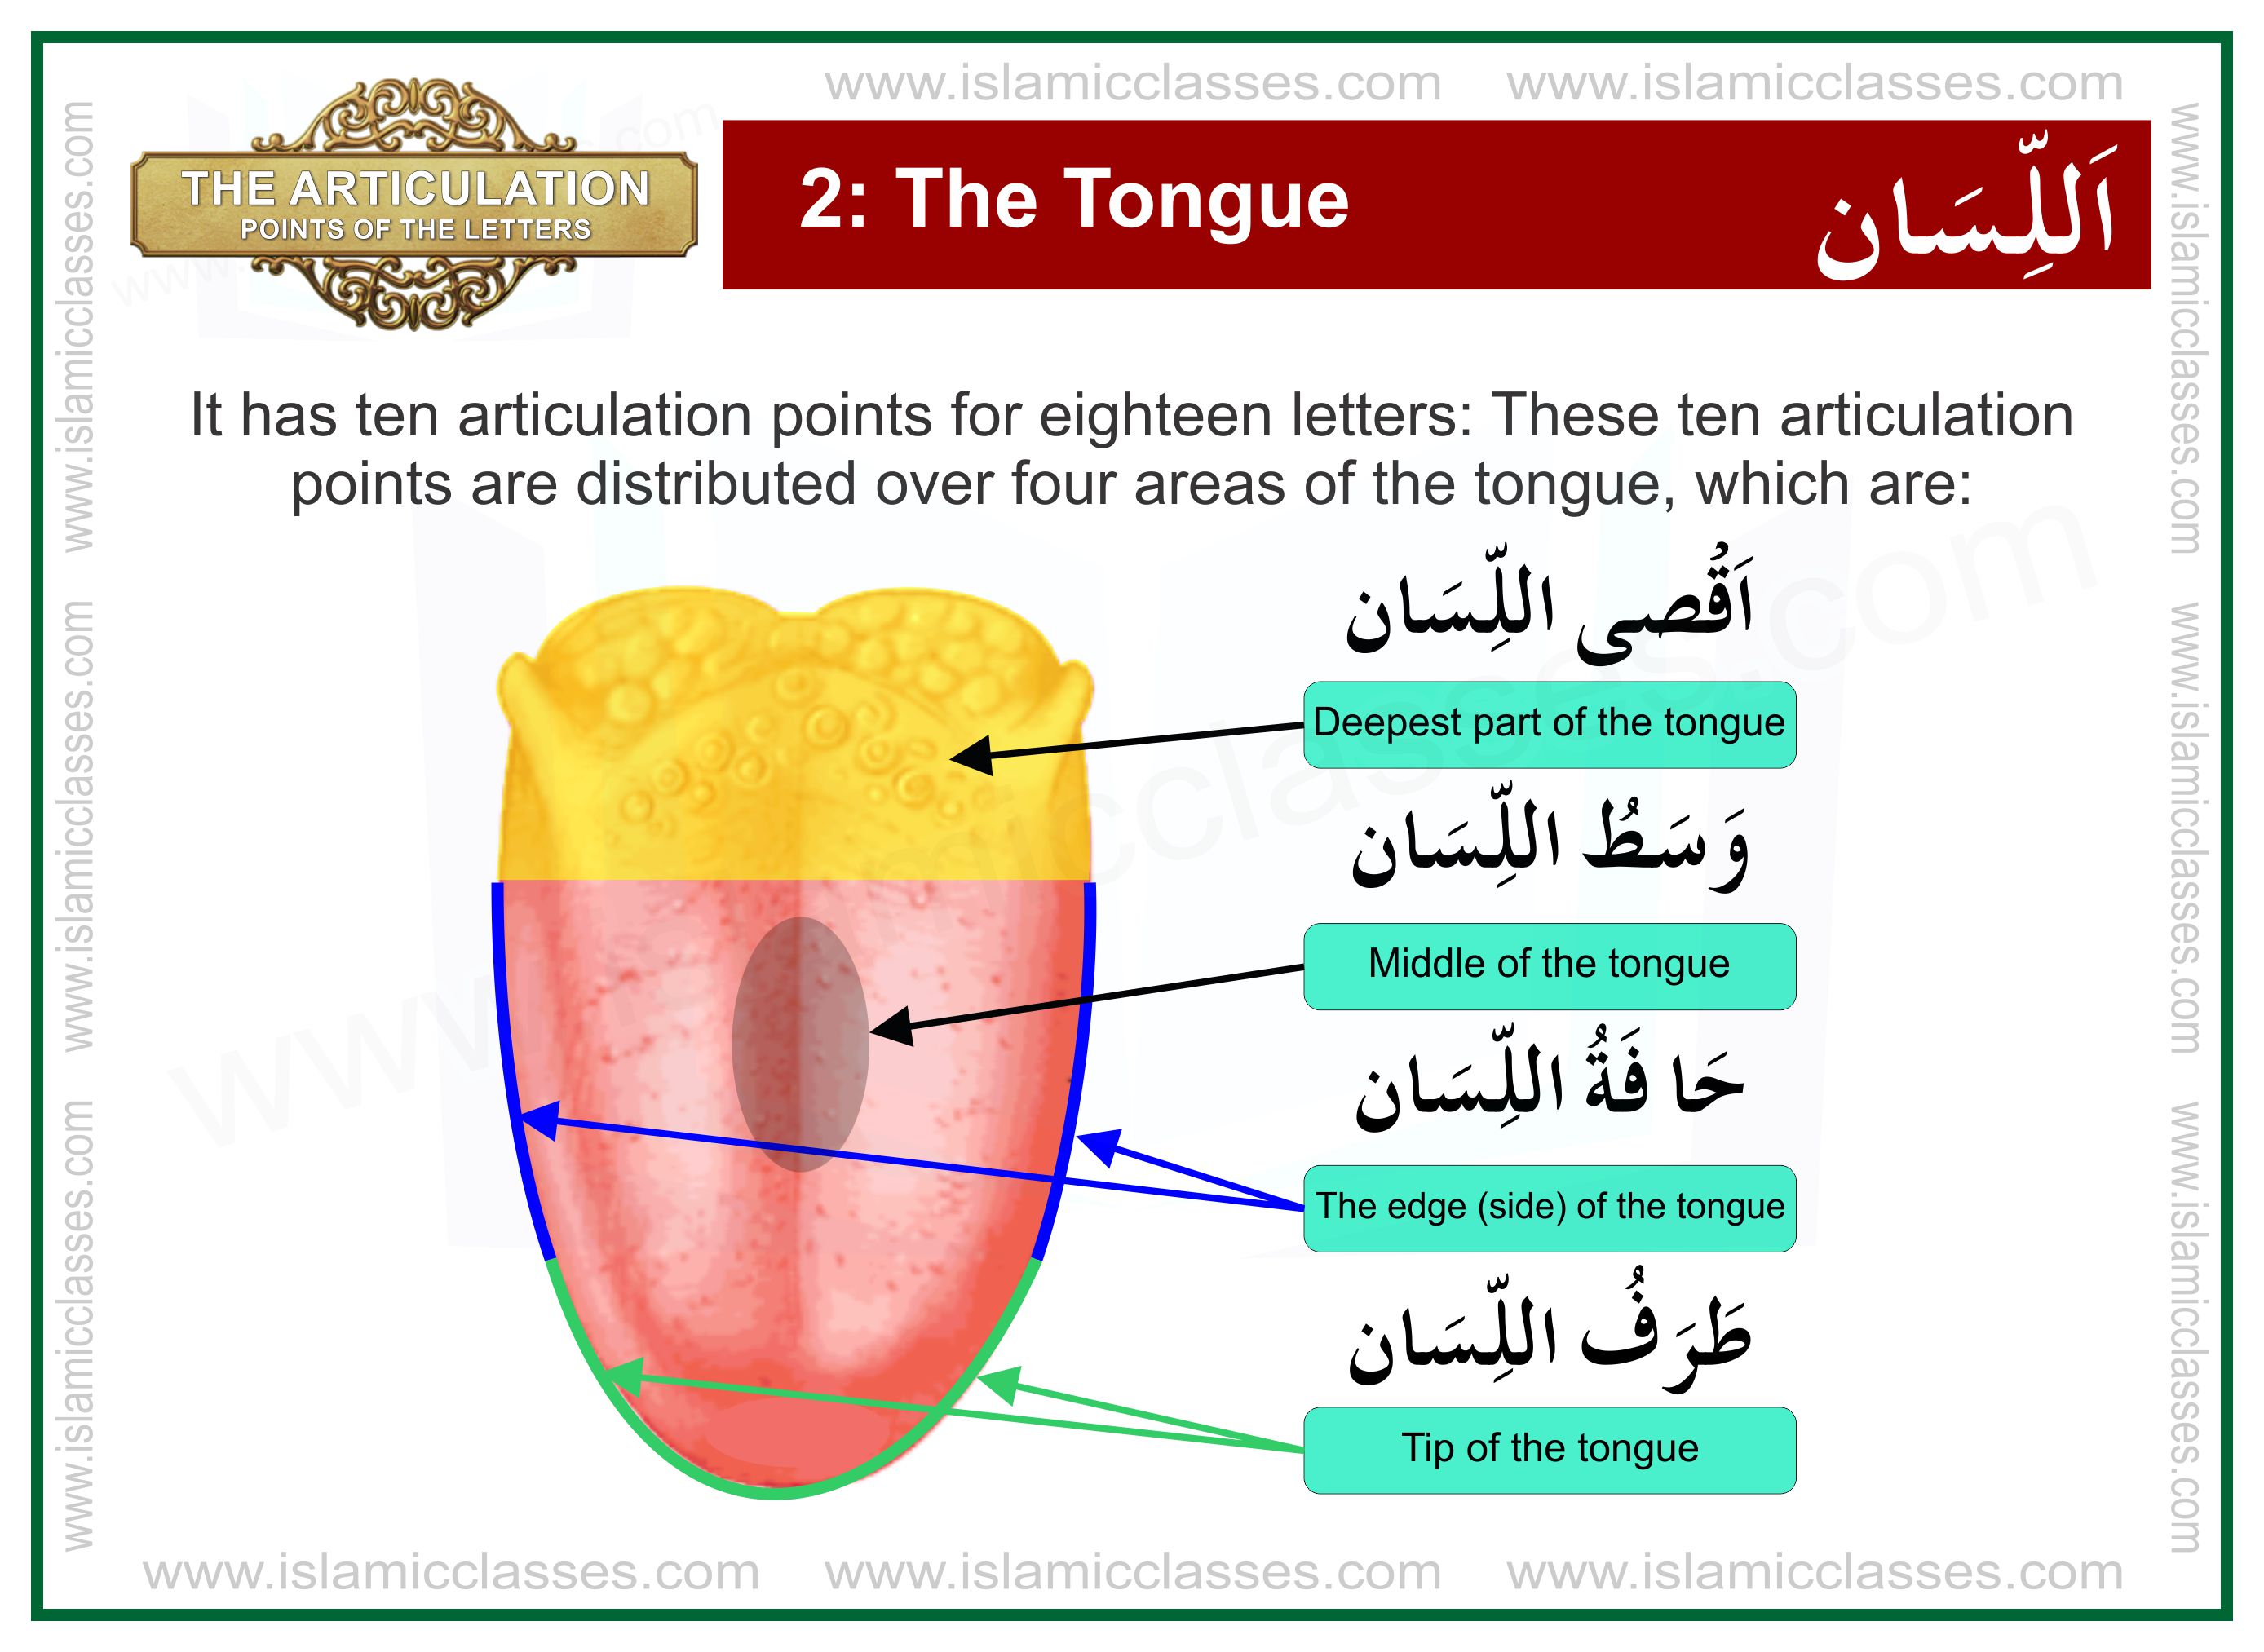 www.islamicclasses.com www.islamicclasses.com
THE ARTICULATION
POINTS OF THE LETTERS
2: The Tongue
اَللِّسَان
It has ten articulation points for eighteen letters: These ten articulation
points are distributed over four areas of the tongue, which are:
اَقْصٰى اللِّسَان
Deepest part of the tongue
وَسَطُ اللِّسَان
Middle of the tongue
حَا فَةُ اللِّسَان
The edge (side) of the tongue
طَرَفُ اللِّسَان
Tip of the tongue
www.islamicclasses.com www.islamicclasses.com www.islamicclasses.com
www.islamicclasses.com www.islamicclasses.com www.islamicclasses.com
www.islamicclasses.com www.islamicclasses.com www.islamicclasses.com